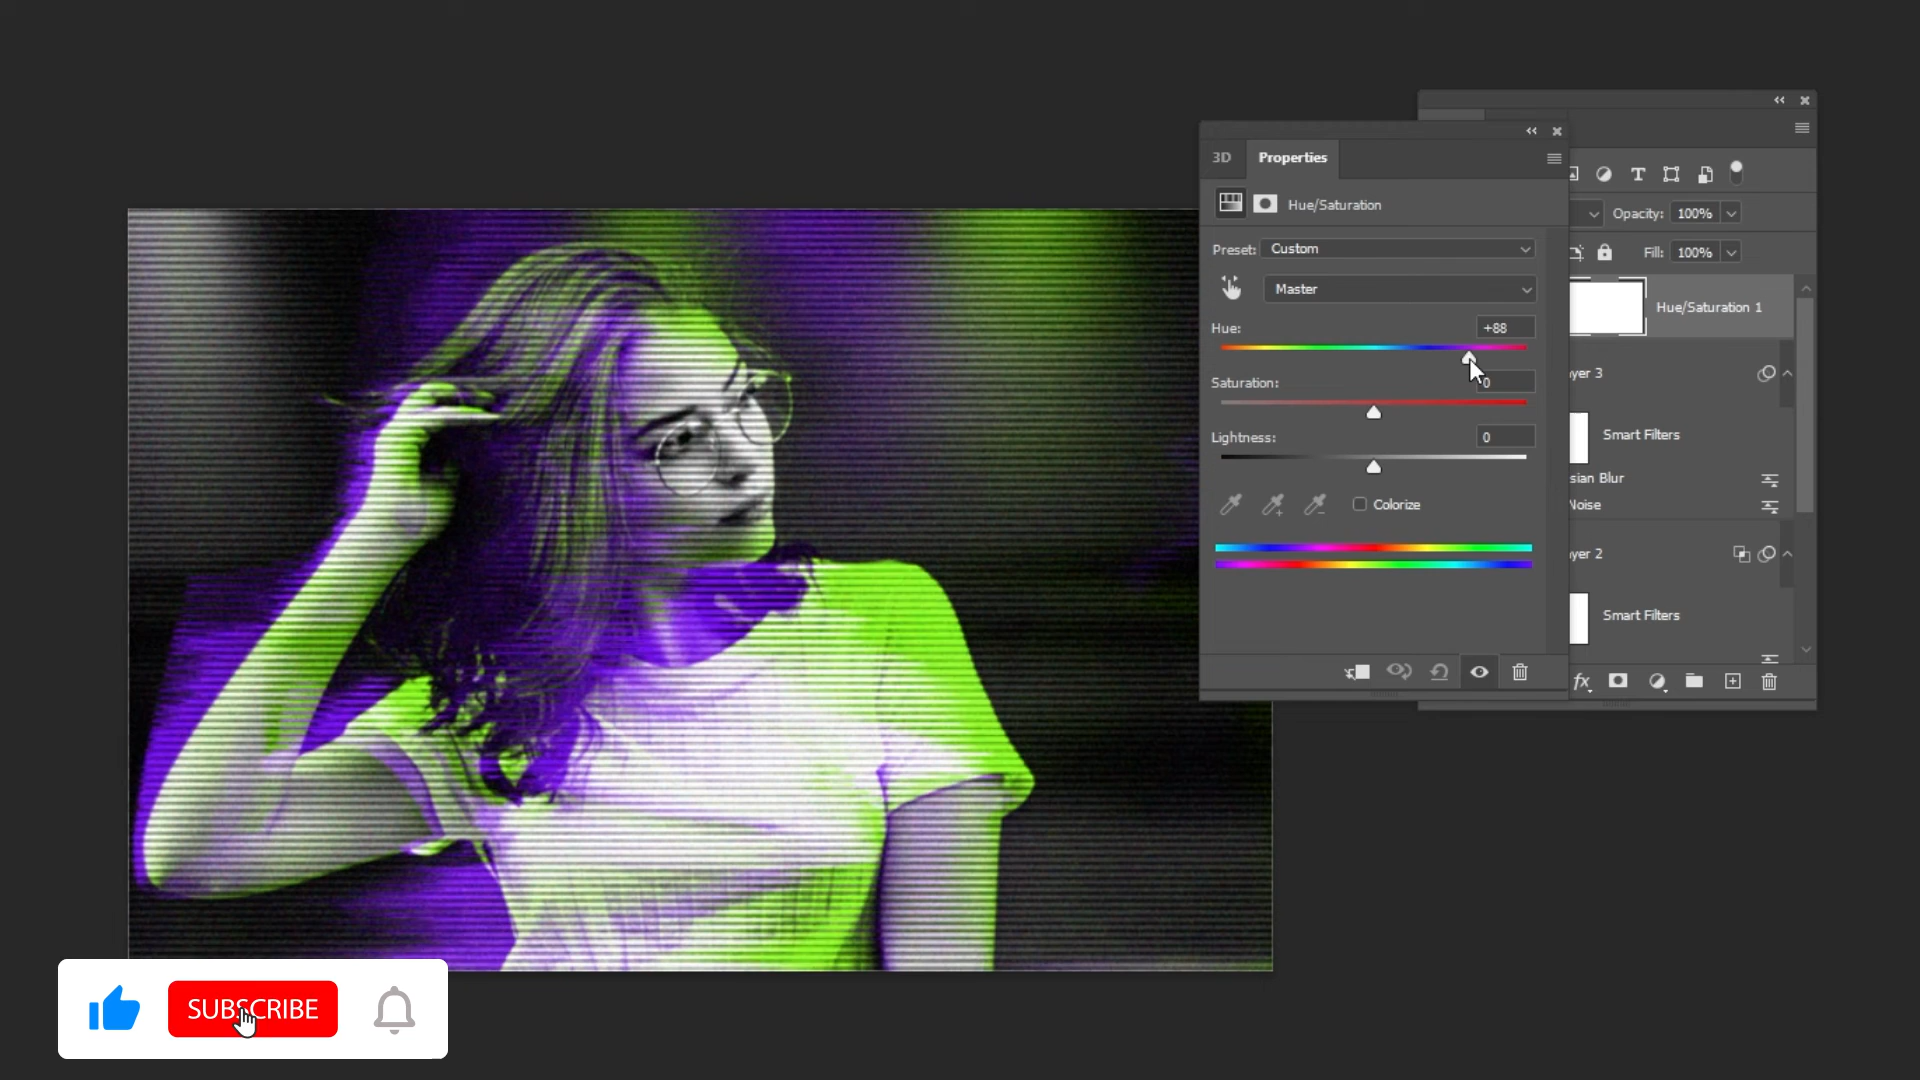 3D Properties
Hue/Saturation
Preset: Custom
Master
Hue: +88
Saturation: 0
Lightness: 0
Colorize
Opacity: 100%
Fill: 100%
Hue/Saturation 1
yer 3
Smart Filters
sian Blur
Noise
yer 2
Smart Filters
fx
SUBSCRIBE